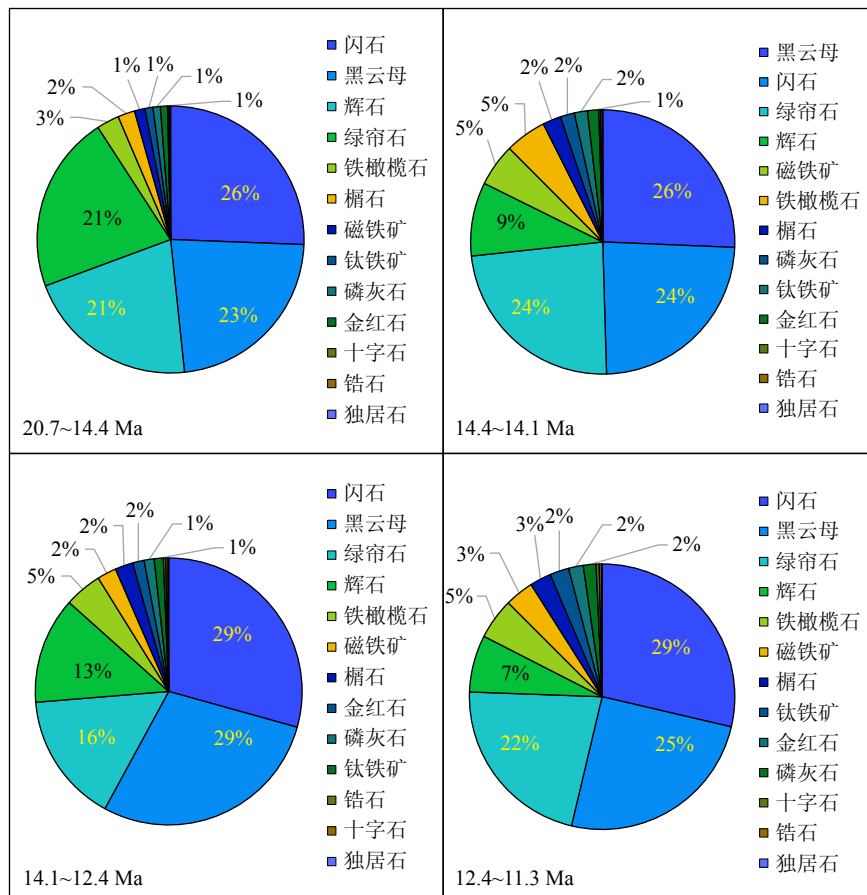 1%
1%
1%
2%
1%
3%
26%
21%
21%
23%
闪石
黑云母
辉石
绿帘石
铁橄榄石
榍石
磁铁矿
钛铁矿
磷灰石
金红石
十字石
锆石
独居石
20.7~14.4 Ma
2%
2%
2%
5%
1%
5%
26%
9%
24%
24%
黑云母
闪石
绿帘石
辉石
磁铁矿
铁橄榄石
榍石
磷灰石
钛铁矿
金红石
十字石
锆石
独居石
14.4~14.1 Ma
2%
2%
1%
2%
1%
5%
29%
13%
16%
29%
闪石
黑云母
绿帘石
辉石
铁橄榄石
磁铁矿
榍石
金红石
磷灰石
钛铁矿
锆石
十字石
独居石
14.1~12.4 Ma
3%
2%
2%
3%
2%
5%
29%
7%
22%
25%
闪石
黑云母
绿帘石
辉石
铁橄榄石
磁铁矿
榍石
钛铁矿
金红石
磷灰石
十字石
锆石
独居石
12.4~11.3 Ma